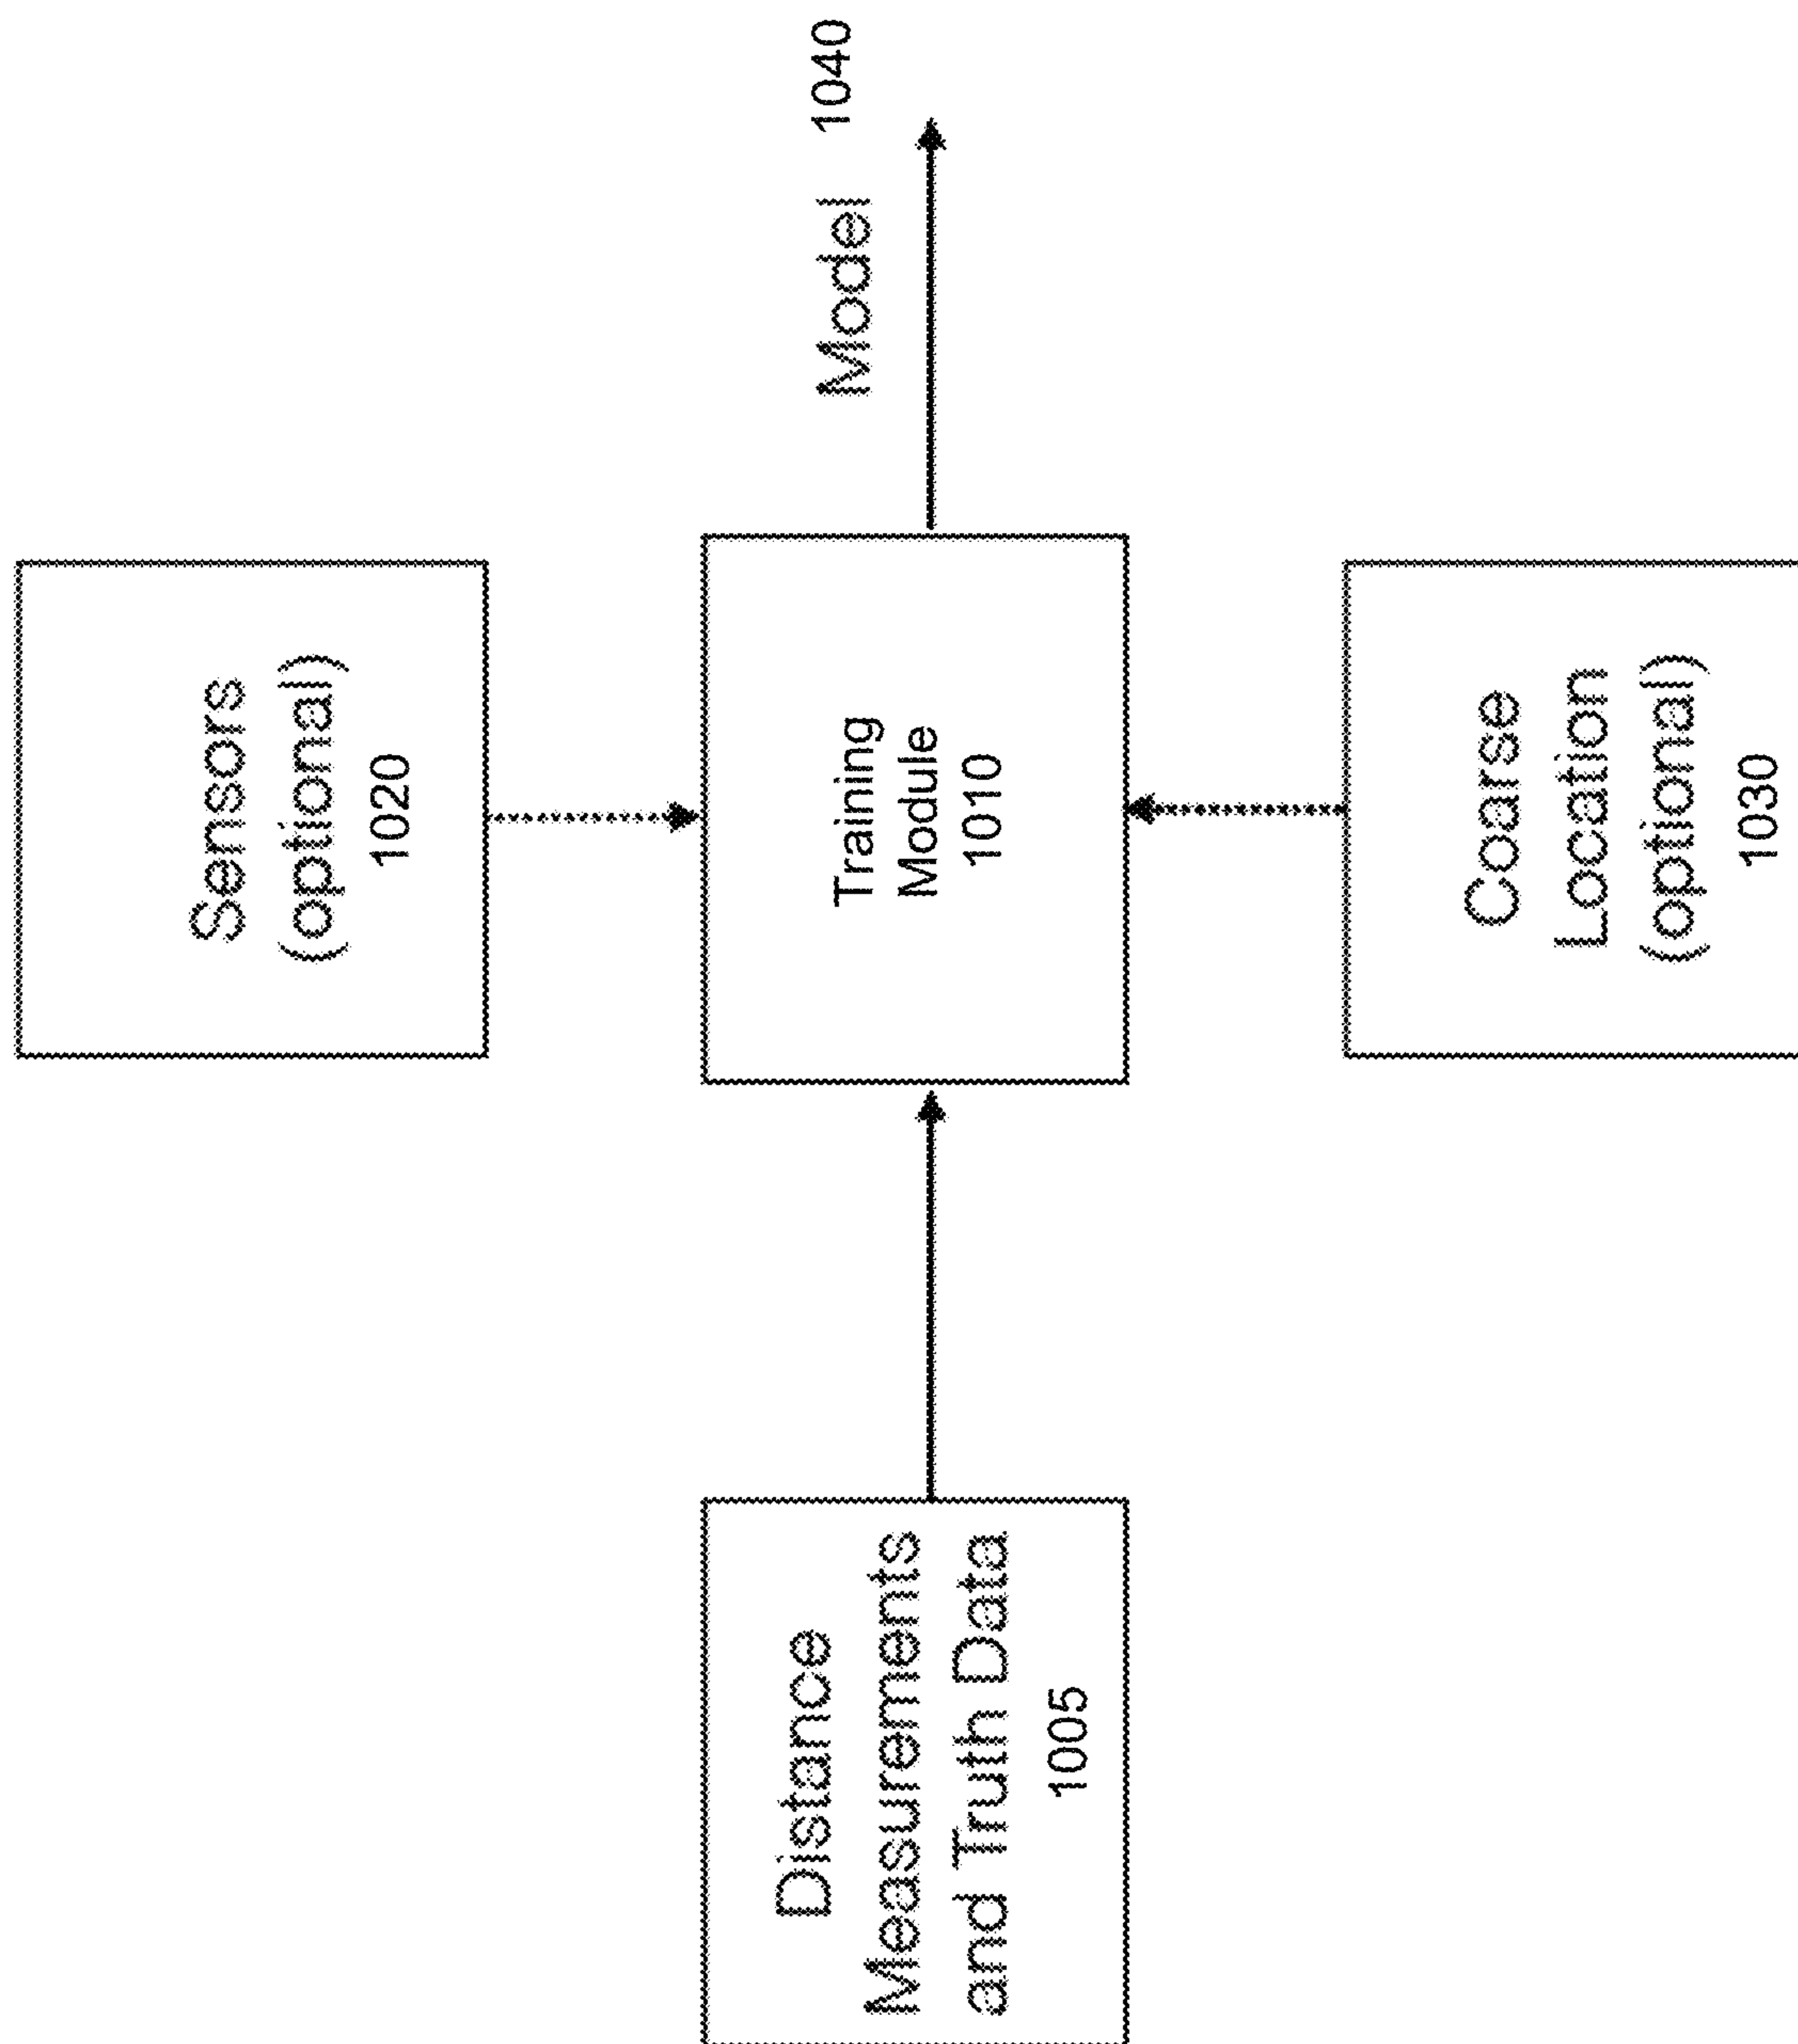 Sensors
(optional)
1020
Distance
Measurements
and Truth Data
1005
Training
Module
1010
Model 1040
Coarse
Location
(optional)
1030